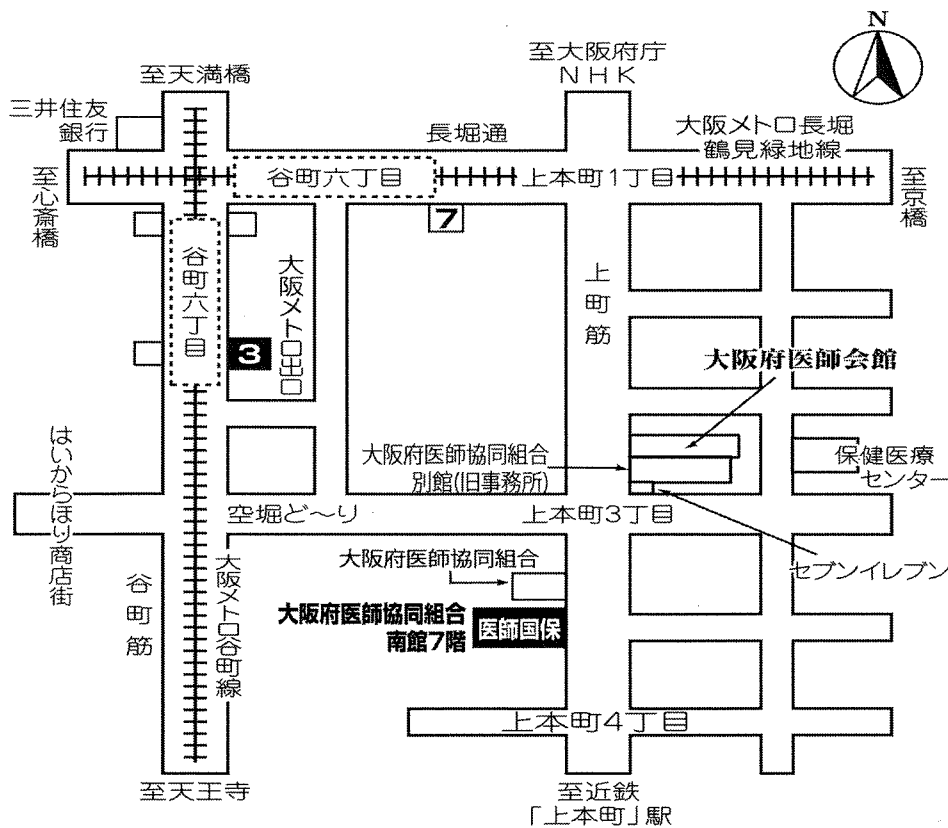 N
至大阪府庁
NHK
至天満橋
三井住友
銀行
長堀通
大阪メトロ長堀
鶴見緑地線
至心斎橋
谷町六丁目
上本町1丁目
至京橋
7
谷町六丁目
大阪メトロ出口
3
上町筋
大阪府医師会館
はいからほり商店街
大阪府医師協同組合
別館(旧事務所)
保健医療
センター
空堀ど〜り
上本町3丁目
セブンイレブン
谷町筋
大阪メトロ谷町線
大阪府医師協同組合
大阪府医師協同組合
南館7階
医師国保
上本町4丁目
至天王寺
至近鉄
「上本町」駅